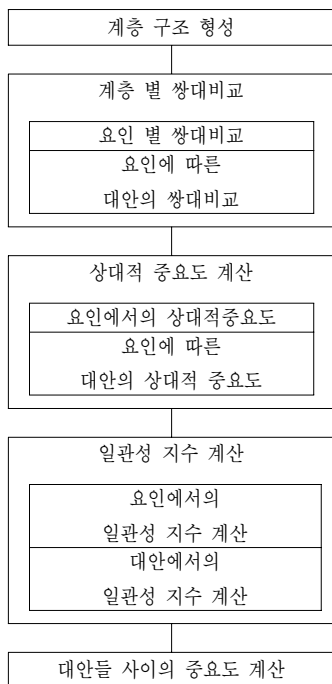 계층 구조 형성
계층 별 쌍대비교
요인 별 쌍대비교
요인에 따른
대안의 쌍대비교
상대적 중요도 계산
요인에서의 상대적중요도
요인에 따른
대안의 상대적 중요도
일관성 지수 계산
요인에서의
일관성 지수 계산
대안에서의
일관성 지수 계산
대안들 사이의 중요도 계산